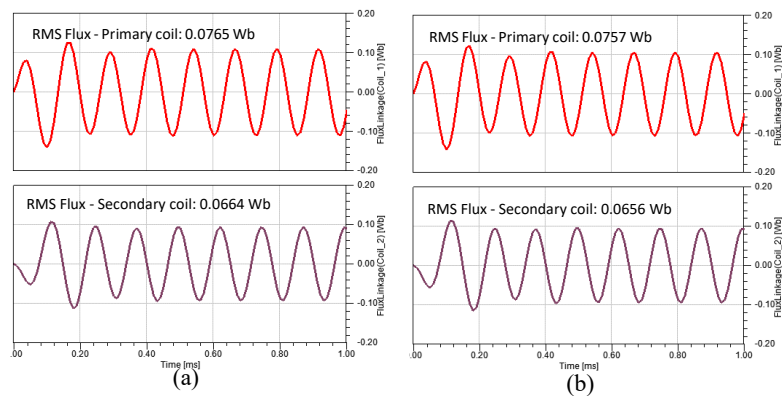 RMS Flux - Primary coil: 0.0765 Wb
0.20
0.10
0.00
-0.10
-0.20
FluxLinkage(Coil_1) [Wb]
RMS Flux - Secondary coil: 0.0664 Wb
0.20
0.10
0.00
-0.10
0.20
FluxLinkage(Coil_2) [Wb]
.00 0.20 0.40 0.60 0.80 1.00
Time [ms]
(a)
RMS Flux - Primary coil: 0.0757 Wb
0.20
0.10
0.00
-0.10
-0.20
FluxLinkage(Coil_1) [Wb]
RMS Flux - Secondary coil: 0.0656 Wb
0.20
0.10
0.00
-0.10
0.20
FluxLinkage(Coil_2) [Wb]
.00 0.20 0.40 0.60 0.80 1.00
Time [ms]
(b)